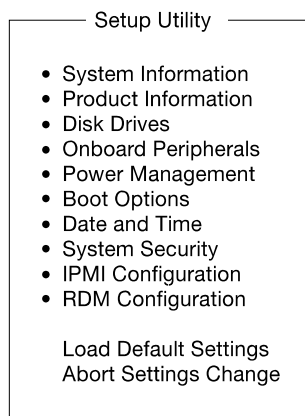 Setup Utility
• System Information
• Product Information
• Disk Drives
• Onboard Peripherals
• Power Management
• Boot Options
• Date and Time
• System Security
• IPMI Configuration
• RDM Configuration
Load Default Settings
Abort Settings Change